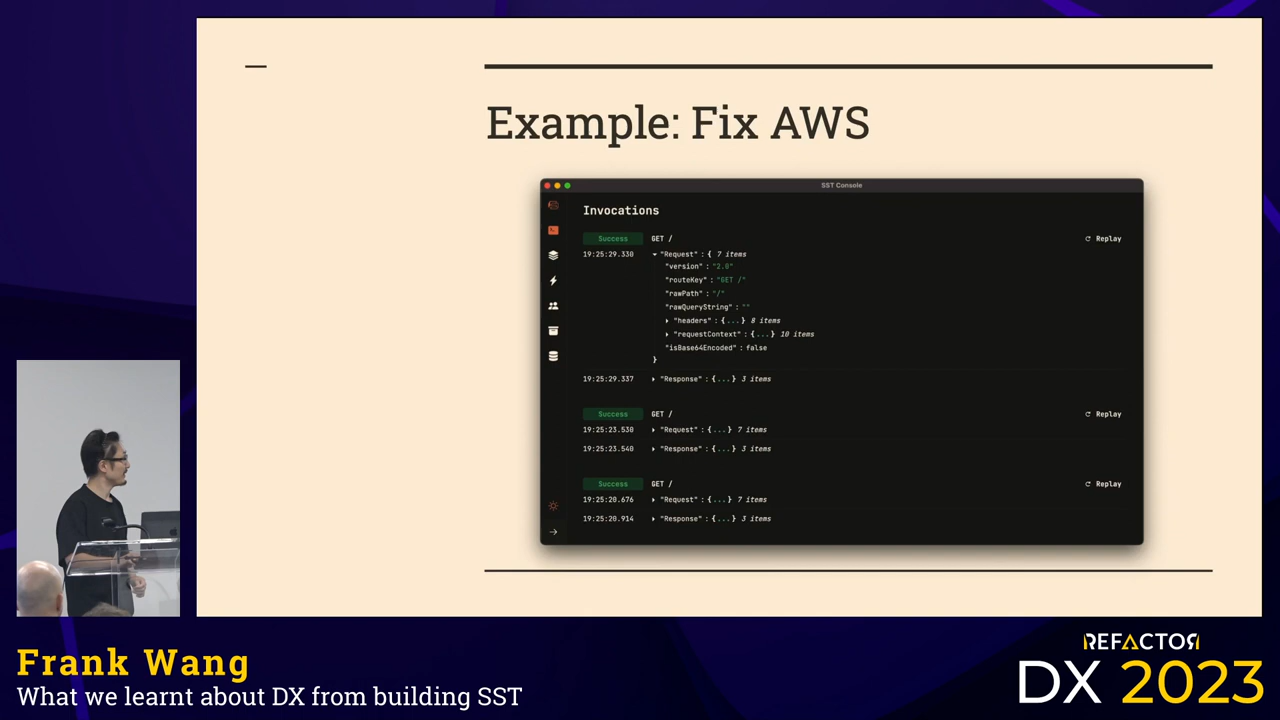 Example: Fix AWS
SST Console
Invocations
Success GET / Replay
19:25:29.330 "Request" : { 7 items
"version" : "2.0"
"routeKey" : "GET /"
"rawPath" : "/"
"rawQueryString" : ""
"headers" : {...} 8 items
"requestContext" : {...} 10 items
"isBase64Encoded" : false
}
19:25:29.337 "Response" : {...} 3 items
Success GET / Replay
19:25:23.530 "Request" : {...} 7 items
19:25:23.540 "Response" : {...} 3 items
Success GET / Replay
19:25:20.676 "Request" : {...} 7 items
19:25:20.914 "Response" : {...} 3 items
Frank Wang
What we learnt about DX from building SST
REFACTOR
DX 2023